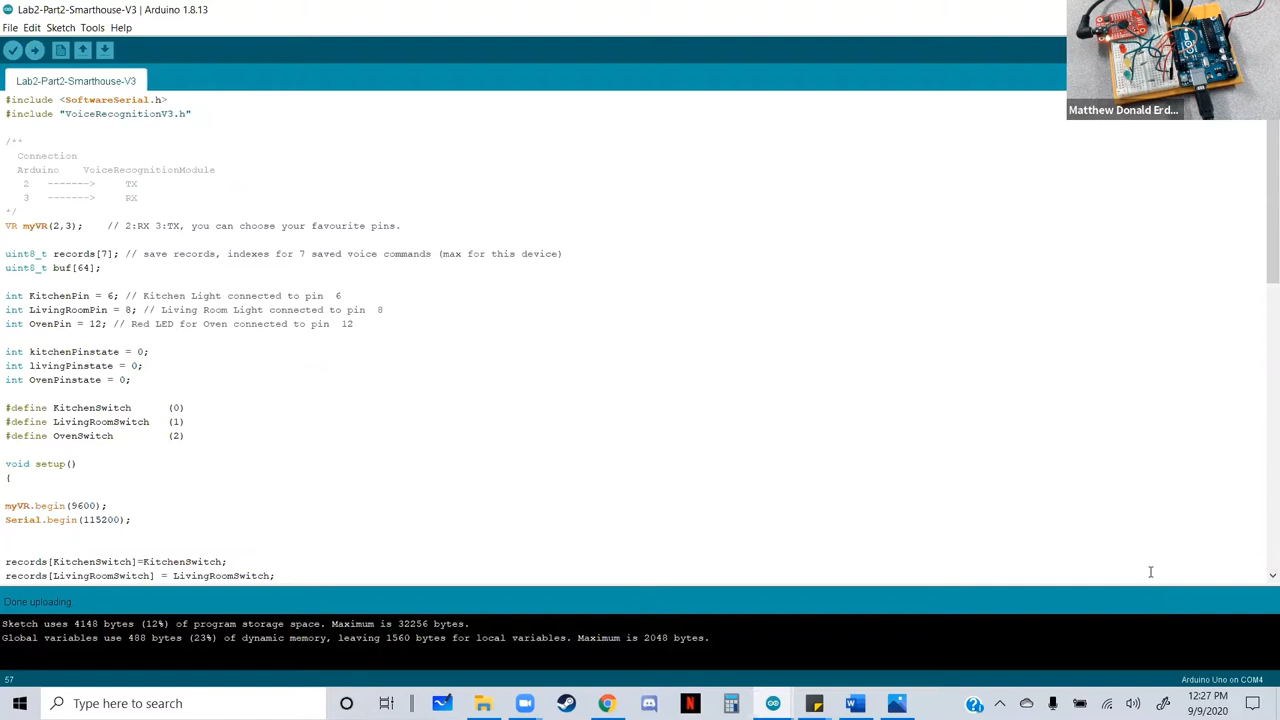 Lab2-Part2-Smarthouse-V3 | Arduino 1.8.13
File Edit Sketch Tools Help
Lab2-Part2-Smarthouse-V3
#include <SoftwareSerial.h>
#include "VoiceRecognitionV3.h"
/**
Connection
Arduino VoiceRecognitionModule
2 -------> TX
3 -------> RX
*/
VR myVR(2,3); // 2:RX 3:TX, you can choose your favourite pins.
uint8_t records[7]; // save records, indexes for 7 saved voice commands (max for this device)
uint8_t buf[64];
int KitchenPin = 6; // Kitchen Light connected to pin 6
int LivingRoomPin = 8; // Living Room Light connected to pin 8
int OvenPin = 12; // Red LED for Oven connected to pin 12
int kitchenPinstate = 0;
int livingPinstate = 0;
int OvenPinstate = 0;
#define KitchenSwitch (0)
#define LivingRoomSwitch (1)
#define OvenSwitch (2)
void setup()
{
myVR.begin(9600);
Serial.begin(115200);
records[KitchenSwitch]=KitchenSwitch;
records[LivingRoomSwitch] = LivingRoomSwitch;
Matthew Donald Erd...
Done uploading.
Sketch uses 4148 bytes (12%) of program storage space. Maximum is 32256 bytes.
Global variables use 488 bytes (23%) of dynamic memory, leaving 1560 bytes for local variables. Maximum is 2048 bytes.
57
Arduino Uno on COM4
Type here to search
12:27 PM
9/9/2020